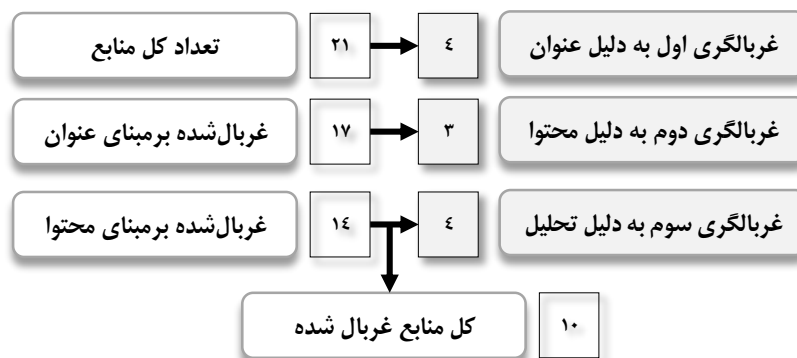 غربالگری اول به دلیل عنوان ٤ ٢١ تعداد کل منابع
غربالگری دوم به دلیل محتوا ٣ ١٧ غربال‌شده برمبنای عنوان
غربالگری سوم به دلیل تحلیل ٤ ١٤ غربال‌شده برمبنای محتوا
١٠ کل منابع غربال شده